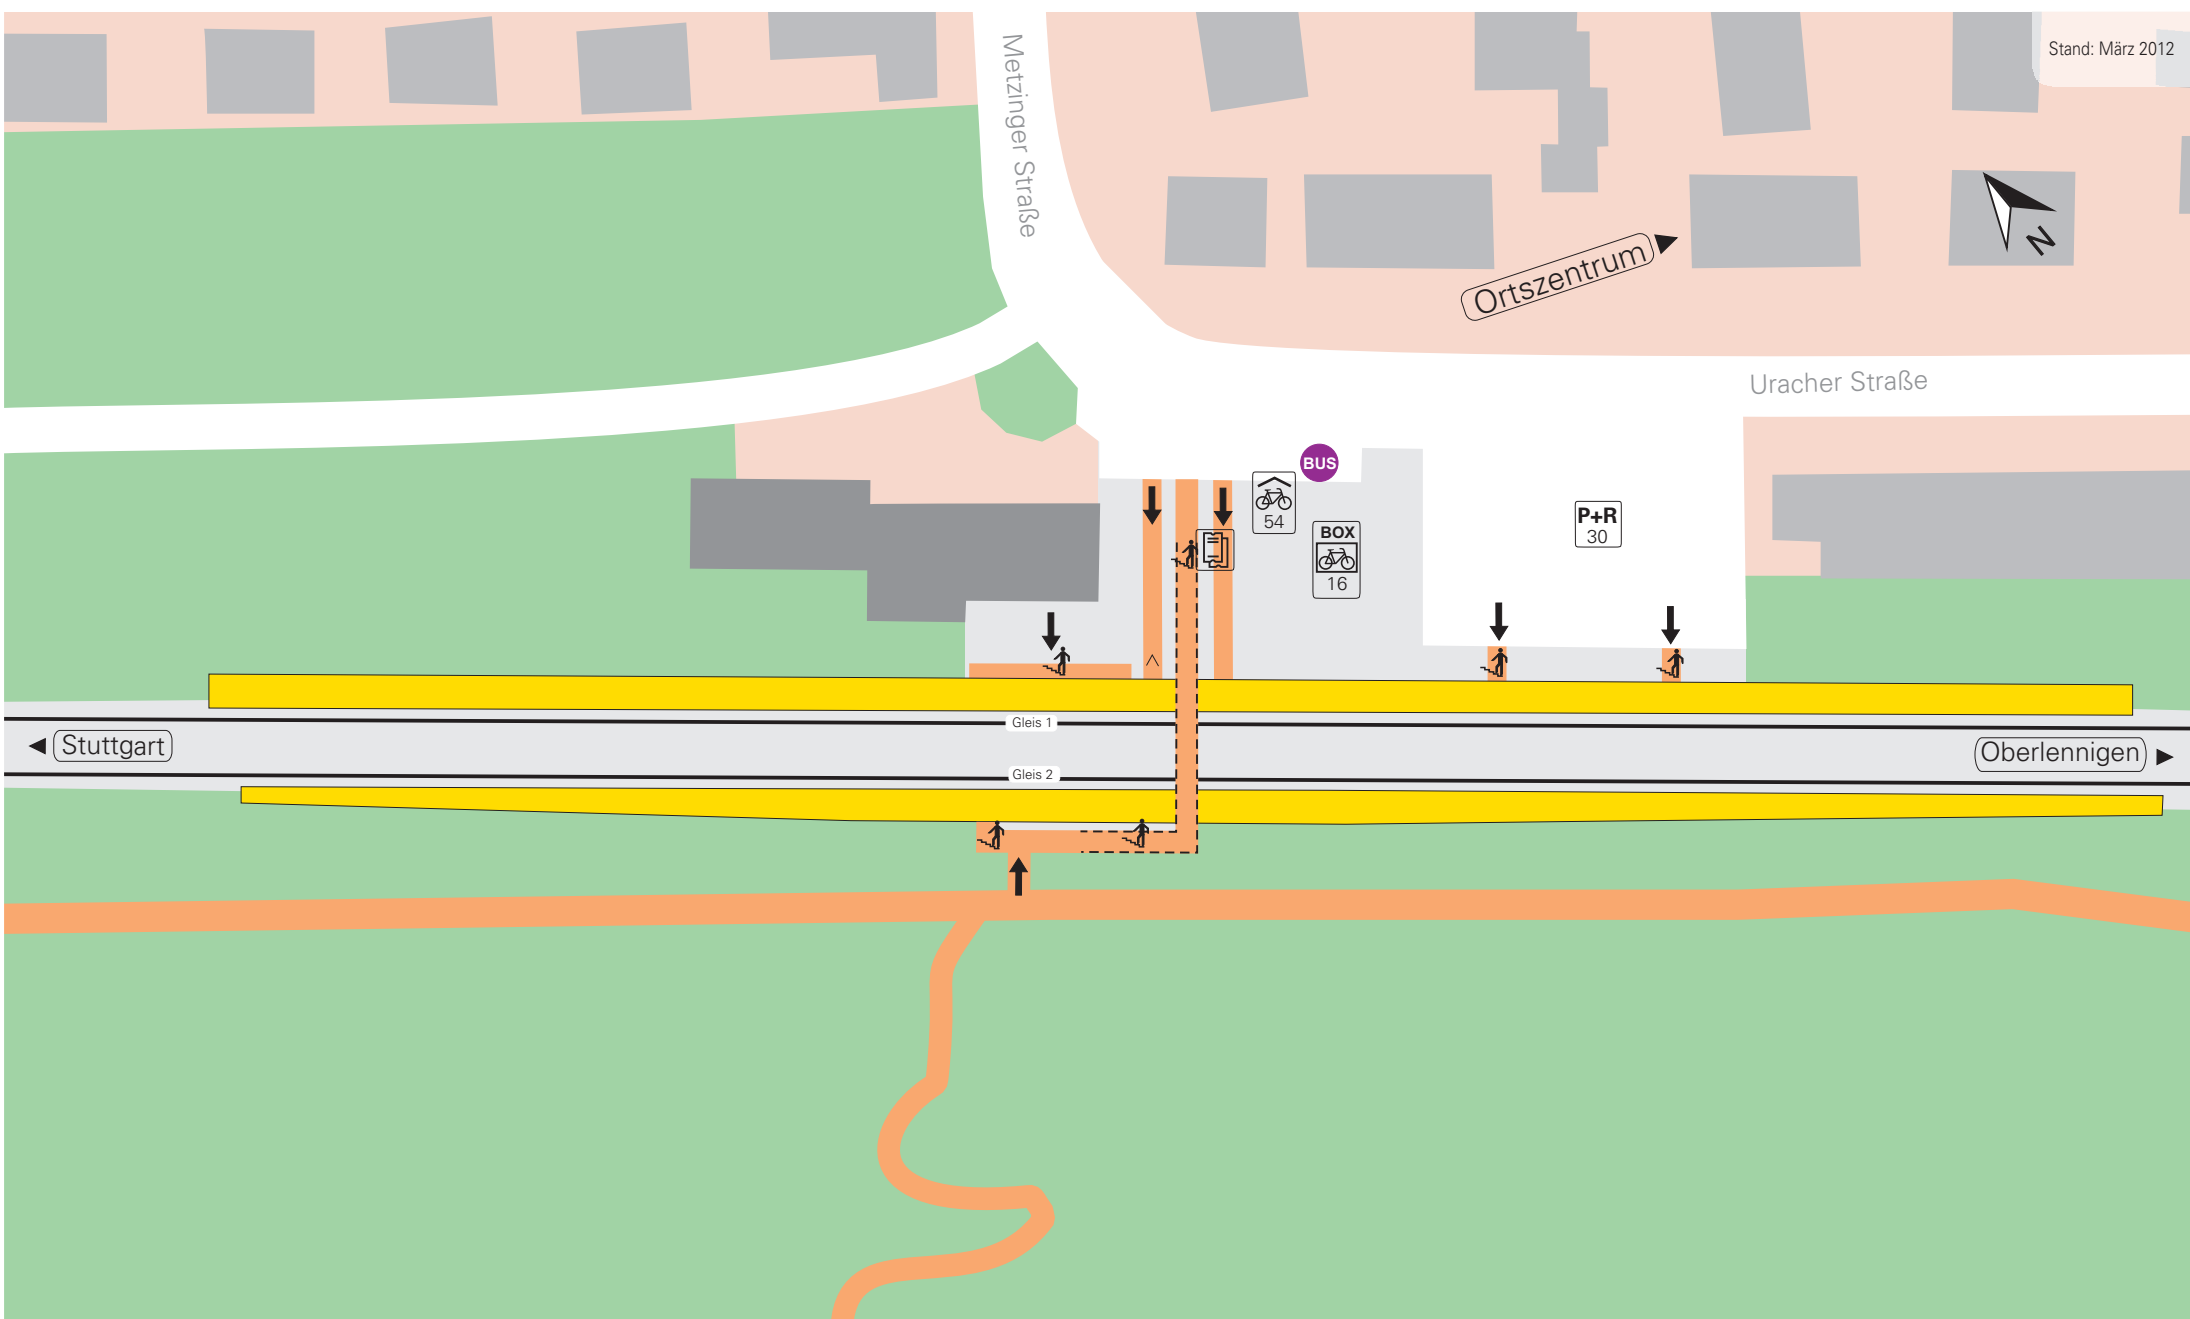 Stand: März 2012
Metzinger Straße
N
Ortszentrum
Uracher Straße
BUS
54
BOX
16
P+R
30
Gleis 1
Stuttgart
Oberlennigen
Gleis 2